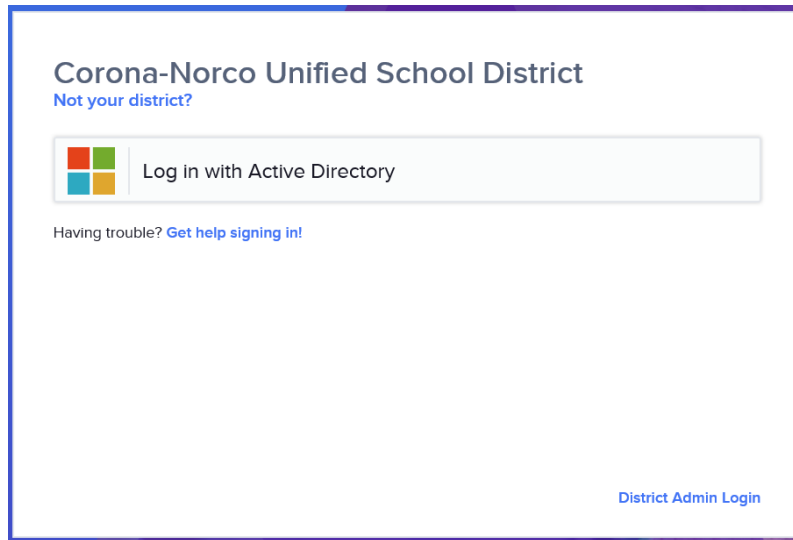 Corona-Norco Unified School District
Not your district?
Log in with Active Directory
Having trouble? Get help signing in!
District Admin Login